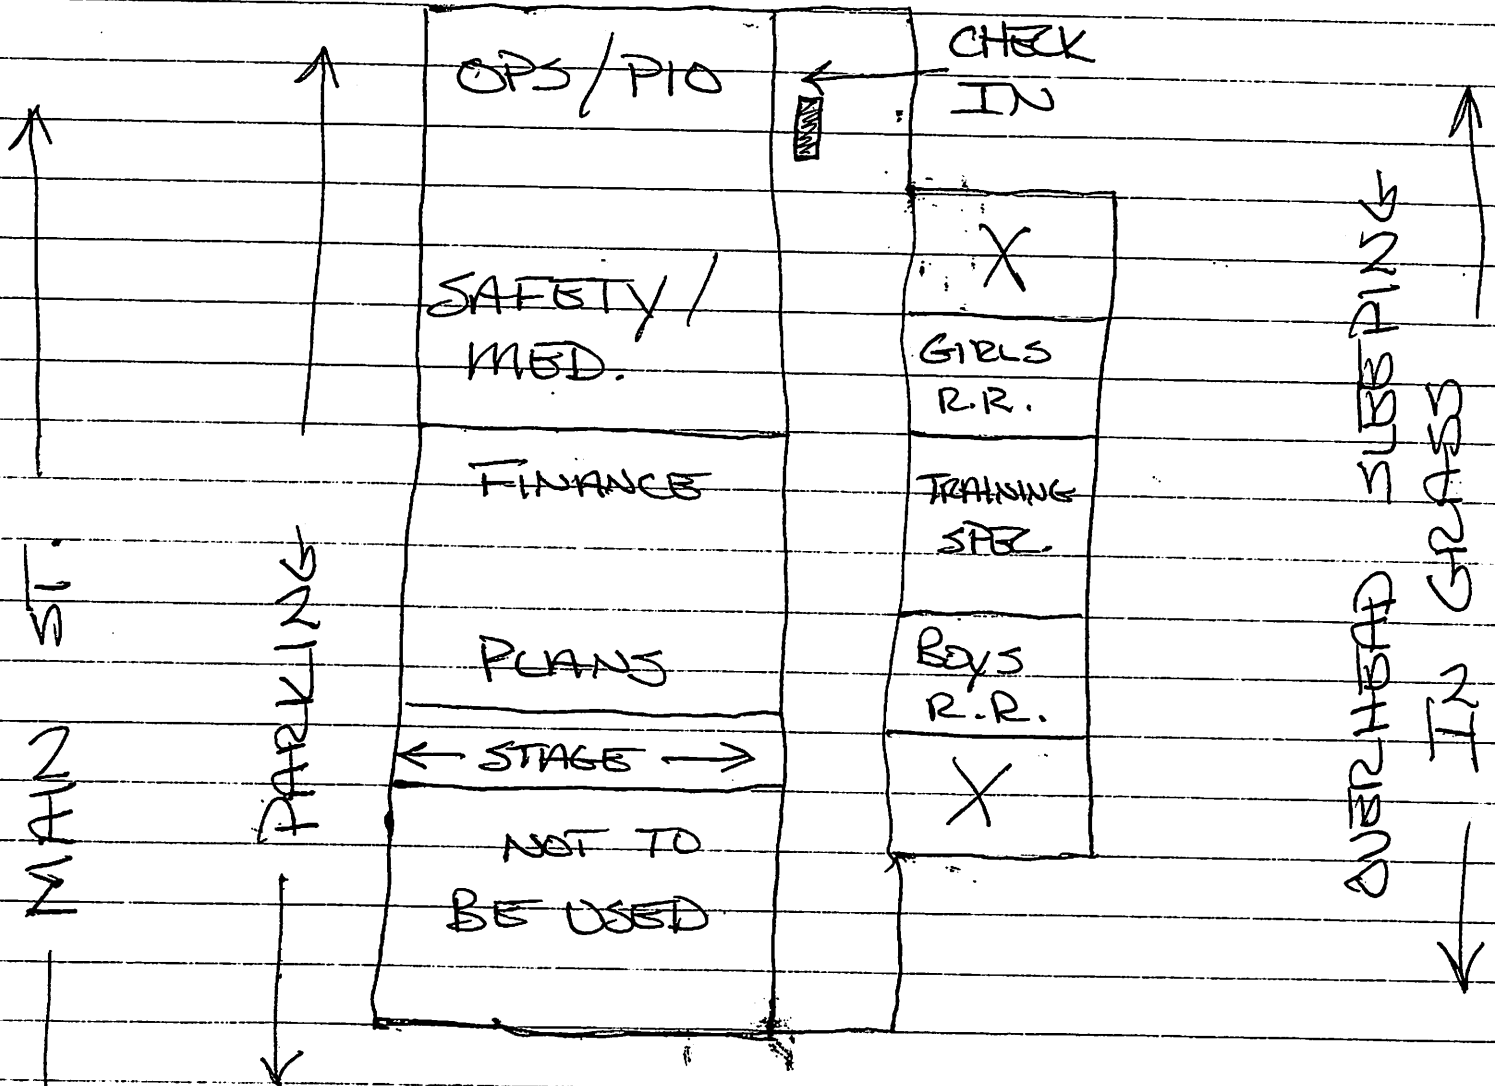 OPS/PIO
CHECK
IN
SAFETY/
MED.
X
GIRLS
R.R.
FINANCE
TRAINING
SPEC.
PLANS
BOYS
R.R.
STAGE
X
NOT TO
BE USED
MAIN ST.
PARKING
OVERHEAD SLEEPING
IN GRASS